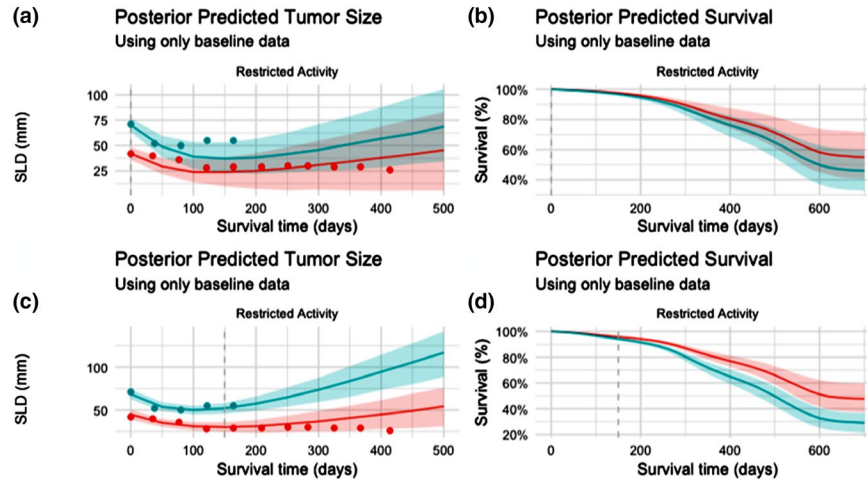 (a)
Posterior Predicted Tumor Size
Using only baseline data
Restricted Activity
SLD (mm)
100
75
50
25
0
100
200
300
400
500
Survival time (days)
(b)
Posterior Predicted Survival
Using only baseline data
Restricted Activity
Survival (%)
100%
80%
60%
40%
0
200
400
600
Survival time (days)
(c)
Posterior Predicted Tumor Size
Using only baseline data
Restricted Activity
SLD (mm)
100
50
0
100
200
300
400
500
Survival time (days)
(d)
Posterior Predicted Survival
Using only baseline data
Restricted Activity
Survival (%)
100%
80%
60%
40%
20%
0
200
400
600
Survival time (days)